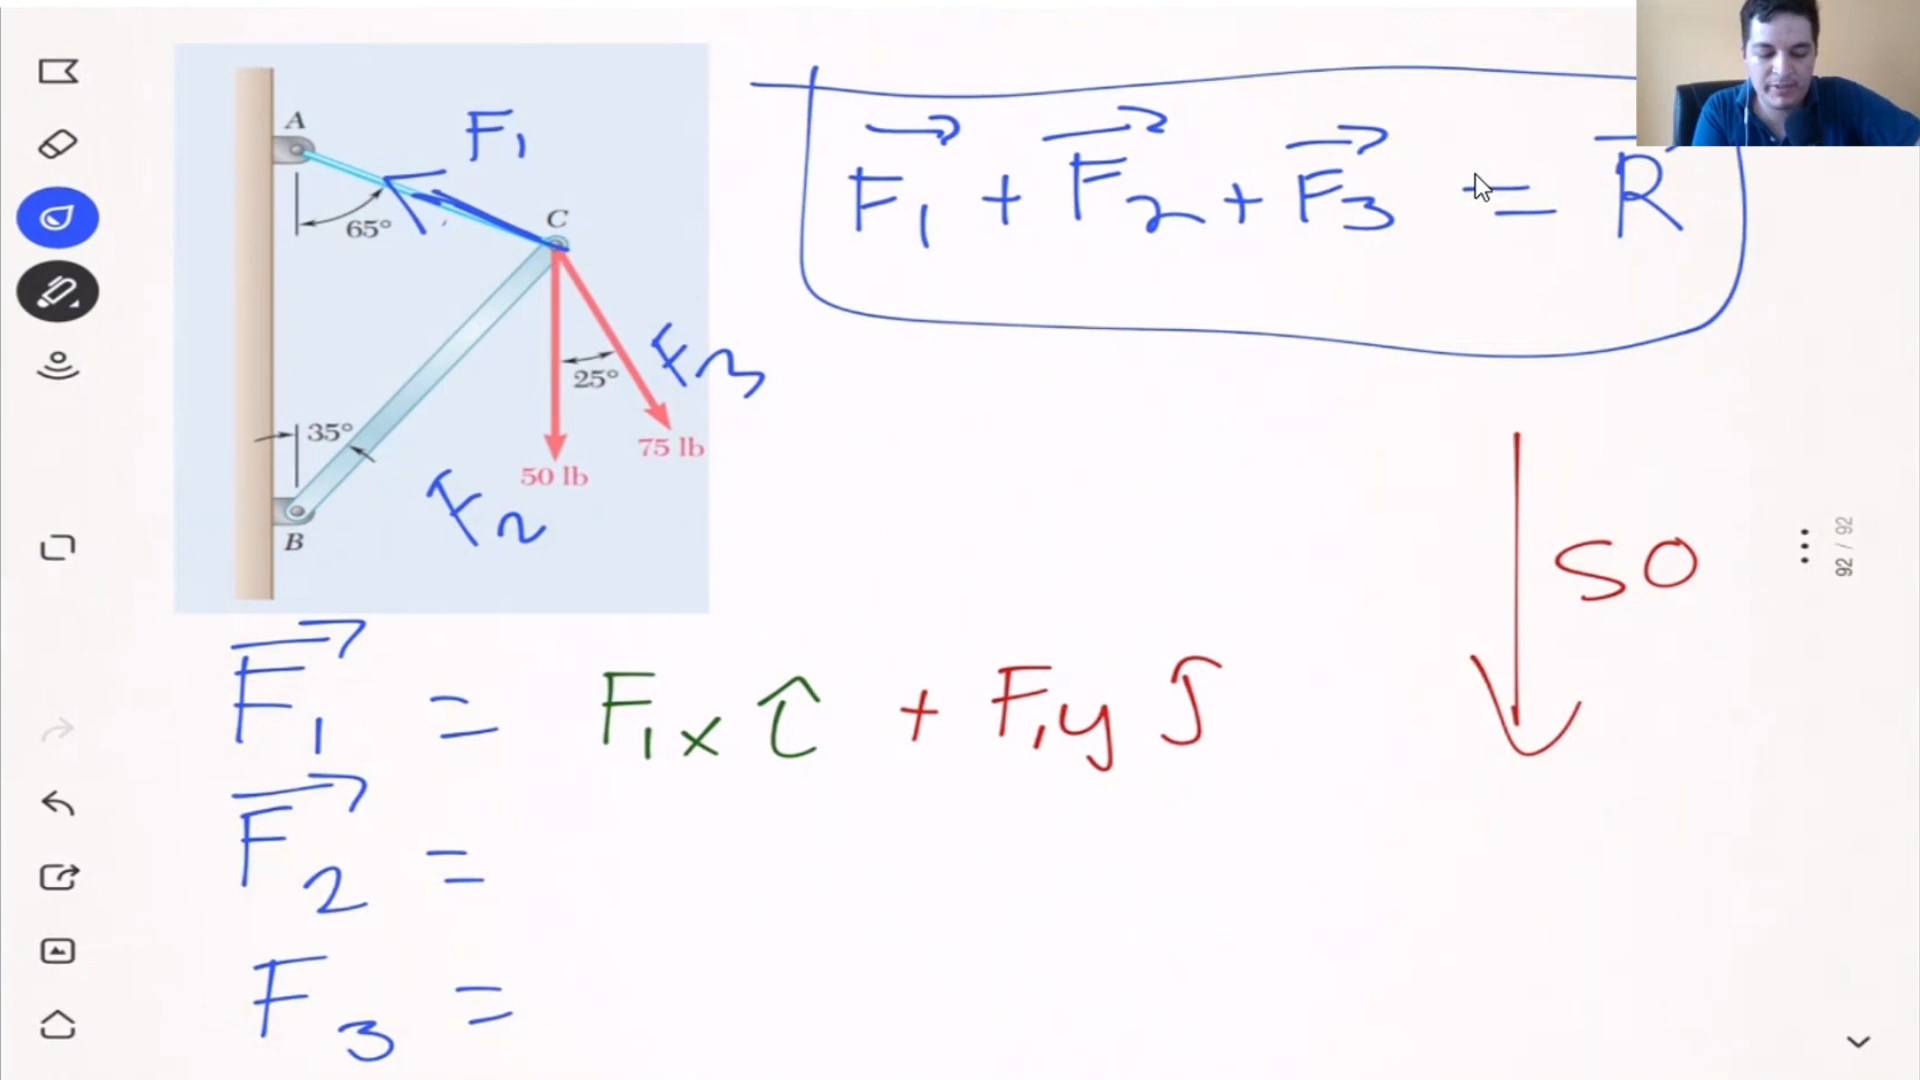 A
F₁
65°
C
F₃
25°
75 lb
35°
50 lb
F₂
B
F₁ + F₂ + F₃ = R
50
92 / 92
F₁ = F₁x î + F₁y ĵ
F₂ =
F₃ =